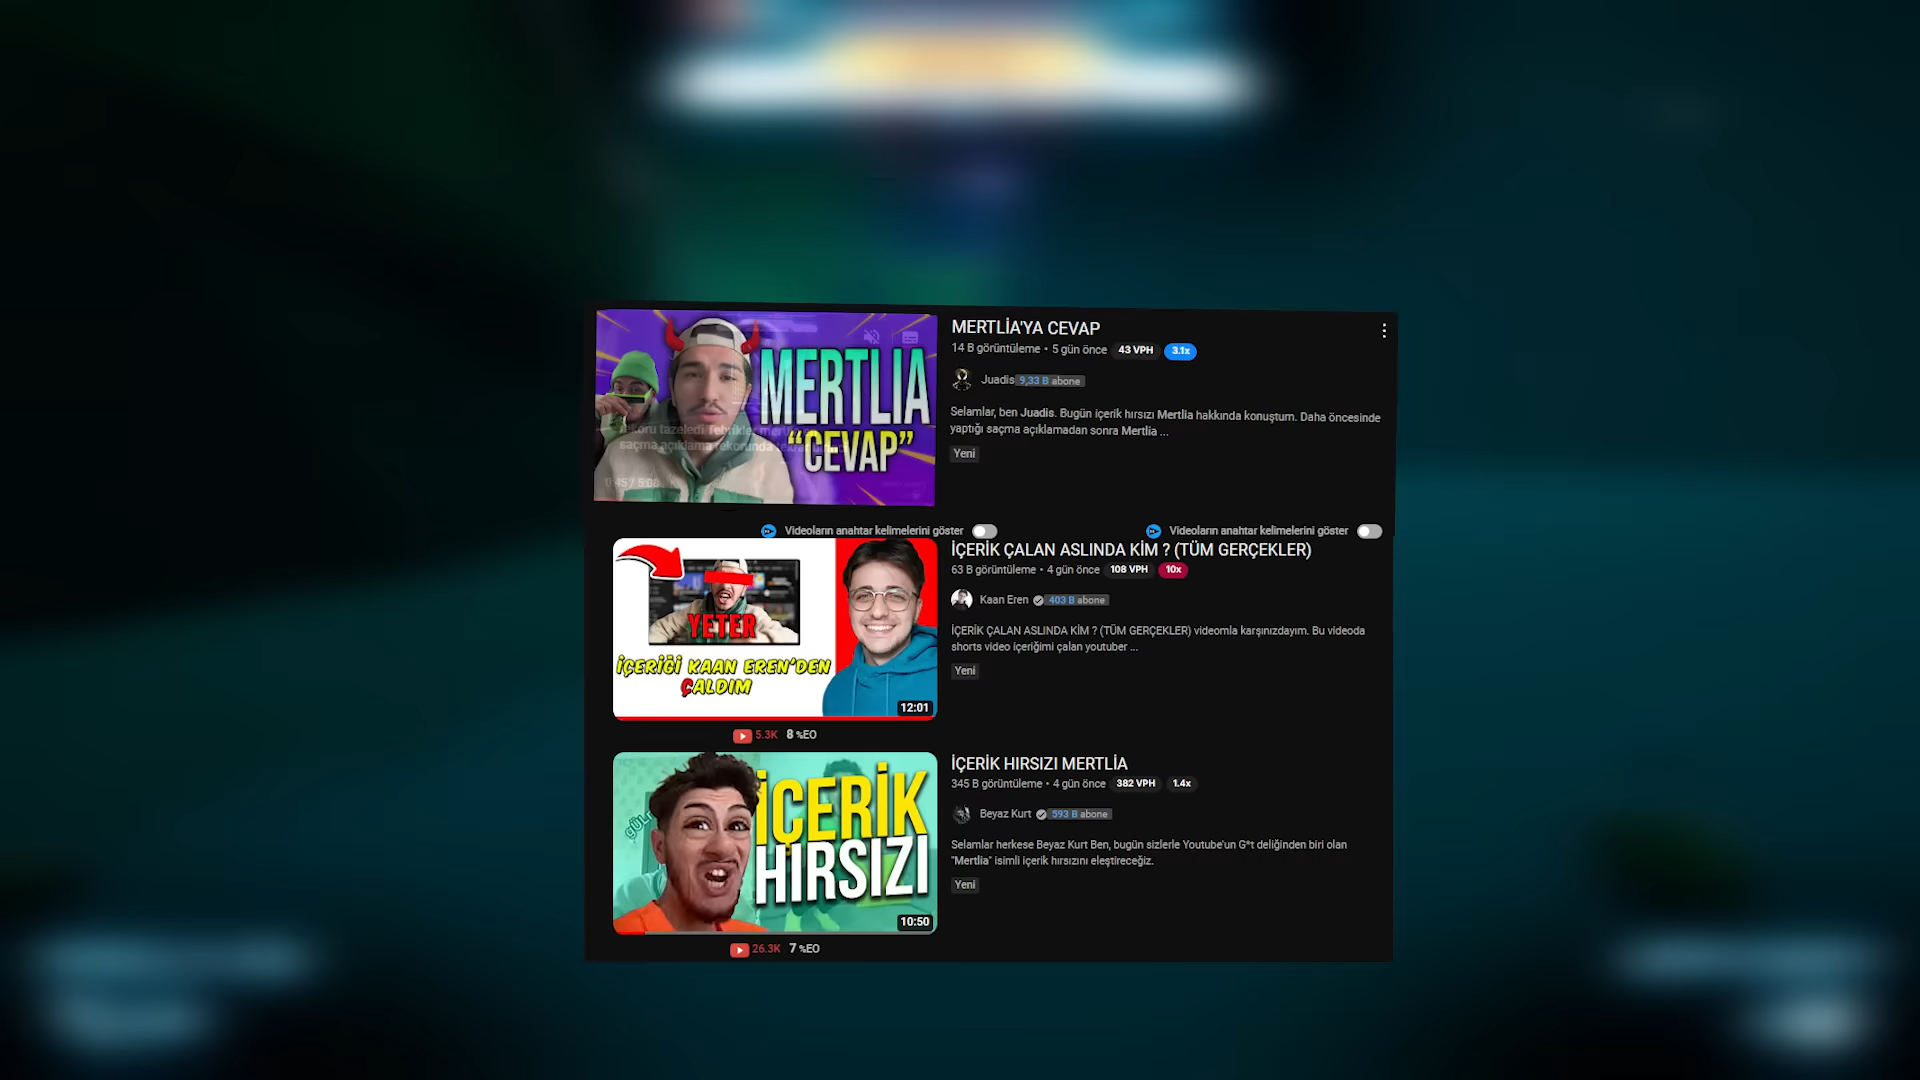 MERTLIA
"CEVAP"
MERTLİA'YA CEVAP
14 B görüntüleme • 5 gün önce 43 VPH 3.1x
Juadis 9,33 B abone
Selamlar, ben Juadis. Bugün içerik hırsızı Mertlia hakkında konuştum. Daha öncesinde
yaptığı saçma açıklamadan sonra Mertlia ...
Yeni
0:45 / 5:08
Videoların anahtar kelimelerini göster
Videoların anahtar kelimelerini göster
YETER
İÇERİĞİ KAAN EREN'DEN
ÇALDIM
12:01
5.3K 8 %EO
İÇERİK ÇALAN ASLINDA KİM ? (TÜM GERÇEKLER)
63 B görüntüleme • 4 gün önce 108 VPH 10x
Kaan Eren 403 B abone
İÇERİK ÇALAN ASLINDA KİM ? (TÜM GERÇEKLER) videomla karşınızdayım. Bu videoda
shorts video içeriğimi çalan youtuber ...
Yeni
İÇERİK
HIRSIZI
10:50
26.3K 7 %EO
İÇERİK HIRSIZI MERTLİA
345 B görüntüleme • 4 gün önce 382 VPH 1.4x
Beyaz Kurt 593 B abone
Selamlar herkese Beyaz Kurt Ben, bugün sizlerle Youtube'un G*t deliğinden biri olan
"Mertlia" isimli içerik hırsızını eleştireceğiz.
Yeni